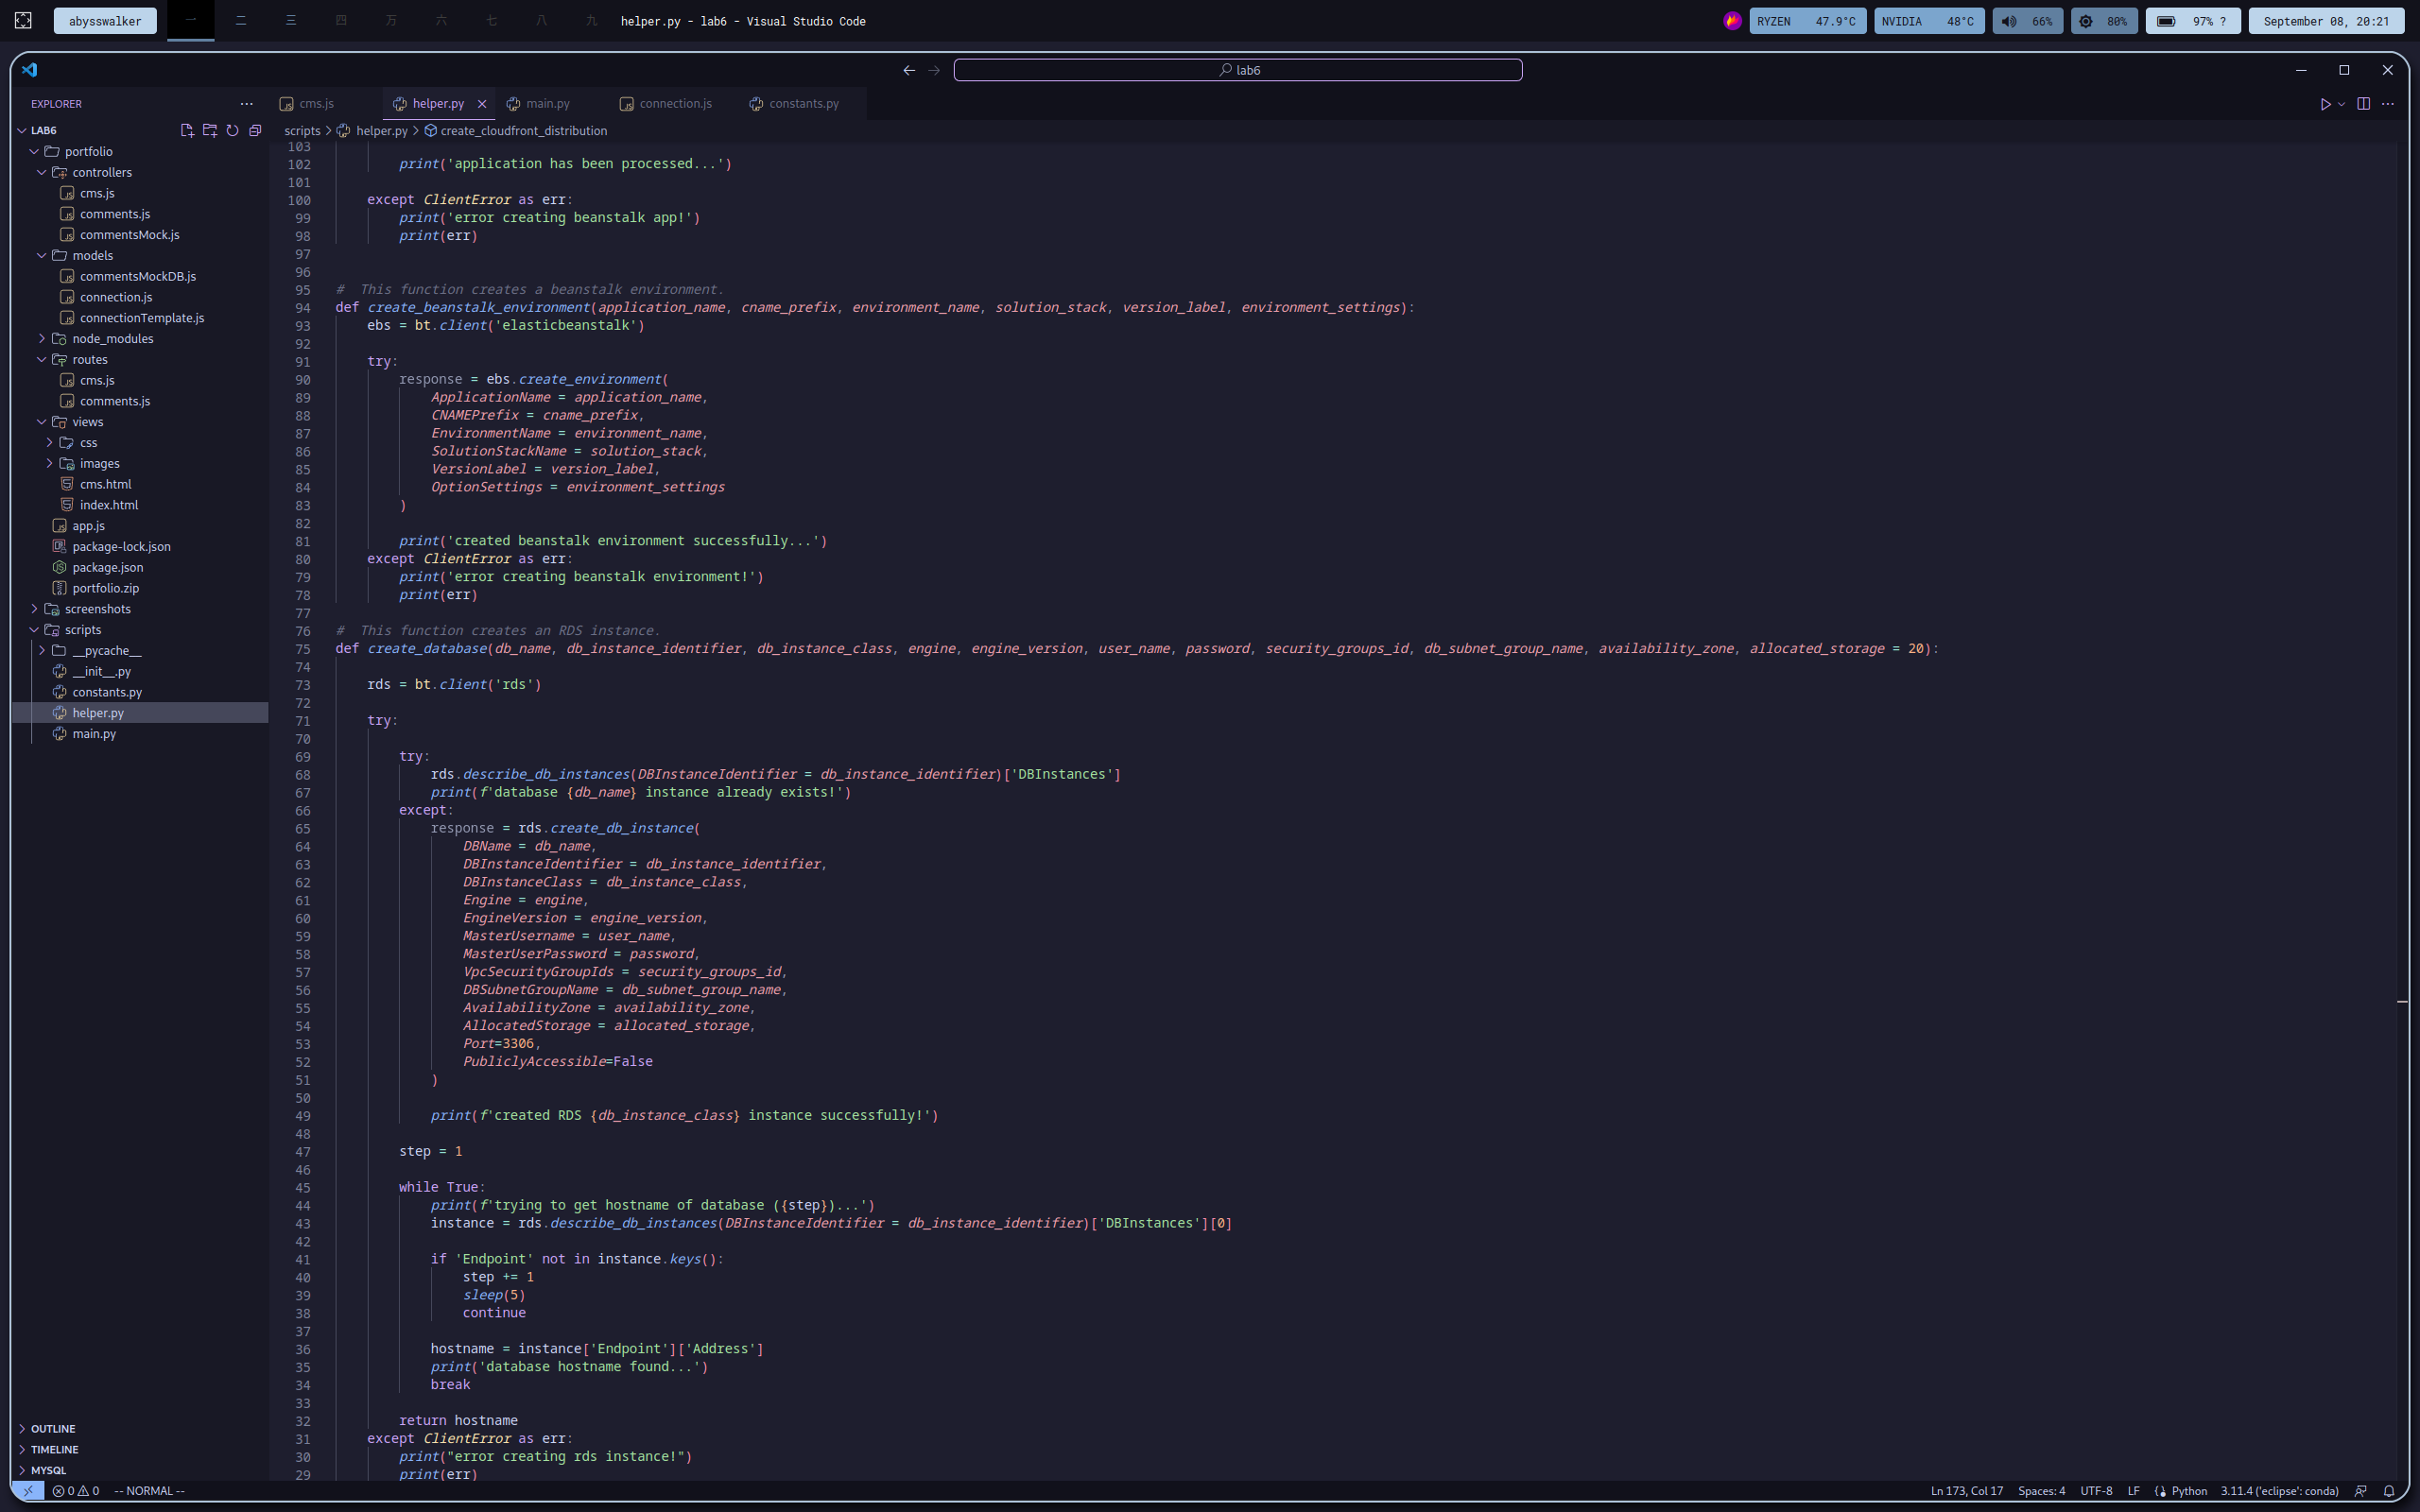 abysswalker 一 二 三 四 万 六 七 八 九 helper.py - lab6 - Visual Studio Code RYZEN 47.9°C NVIDIA 48°C 66% 80% 97% ? September 08, 20:21
lab6
EXPLORER
cms.js helper.py main.py connection.js constants.py
LAB6
scripts helper.py create_cloudfront_distribution
portfolio
controllers
cms.js
comments.js
commentsMock.js
models
commentsMockDB.js
connection.js
connectionTemplate.js
node_modules
routes
cms.js
comments.js
views
css
images
cms.html
index.html
app.js
package-lock.json
package.json
portfolio.zip
screenshots
scripts
__pycache__
__init__.py
constants.py
helper.py
main.py
OUTLINE
TIMELINE
MYSQL
103
102 print('application has been processed...')
101
100 except ClientError as err:
99 print('error creating beanstalk app!')
98 print(err)
97
96
95 #  This function creates a beanstalk environment.
94 def create_beanstalk_environment(application_name, cname_prefix, environment_name, solution_stack, version_label, environment_settings):
93 ebs = bt.client('elasticbeanstalk')
92
91 try:
90 response = ebs.create_environment(
89 ApplicationName = application_name,
88 CNAMEPrefix = cname_prefix,
87 EnvironmentName = environment_name,
86 SolutionStackName = solution_stack,
85 VersionLabel = version_label,
84 OptionSettings = environment_settings
83 )
82
81 print('created beanstalk environment successfully...')
80 except ClientError as err:
79 print('error creating beanstalk environment!')
78 print(err)
77
76 #  This function creates an RDS instance.
75 def create_database(db_name, db_instance_identifier, db_instance_class, engine, engine_version, user_name, password, security_groups_id, db_subnet_group_name, availability_zone, allocated_storage = 20):
74
73 rds = bt.client('rds')
72
71 try:
70
69 try:
68 rds.describe_db_instances(DBInstanceIdentifier = db_instance_identifier)['DBInstances']
67 print(f'database {db_name} instance already exists!')
66 except:
65 response = rds.create_db_instance(
64 DBName = db_name,
63 DBInstanceIdentifier = db_instance_identifier,
62 DBInstanceClass = db_instance_class,
61 Engine = engine,
60 EngineVersion = engine_version,
59 MasterUsername = user_name,
58 MasterUserPassword = password,
57 VpcSecurityGroupIds = security_groups_id,
56 DBSubnetGroupName = db_subnet_group_name,
55 AvailabilityZone = availability_zone,
54 AllocatedStorage = allocated_storage,
53 Port=3306,
52 PubliclyAccessible=False
51 )
50
49 print(f'created RDS {db_instance_class} instance successfully!')
48
47 step = 1
46
45 while True:
44 print(f'trying to get hostname of database ({step})...')
43 instance = rds.describe_db_instances(DBInstanceIdentifier = db_instance_identifier)['DBInstances'][0]
42
41 if 'Endpoint' not in instance.keys():
40 step += 1
39 sleep(5)
38 continue
37
36 hostname = instance['Endpoint']['Address']
35 print('database hostname found...')
34 break
33
32 return hostname
31 except ClientError as err:
30 print("error creating rds instance!")
29 print(err)
0 0 -- NORMAL -- Ln 173, Col 17 Spaces: 4 UTF-8 LF Python 3.11.4 ('eclipse': conda)